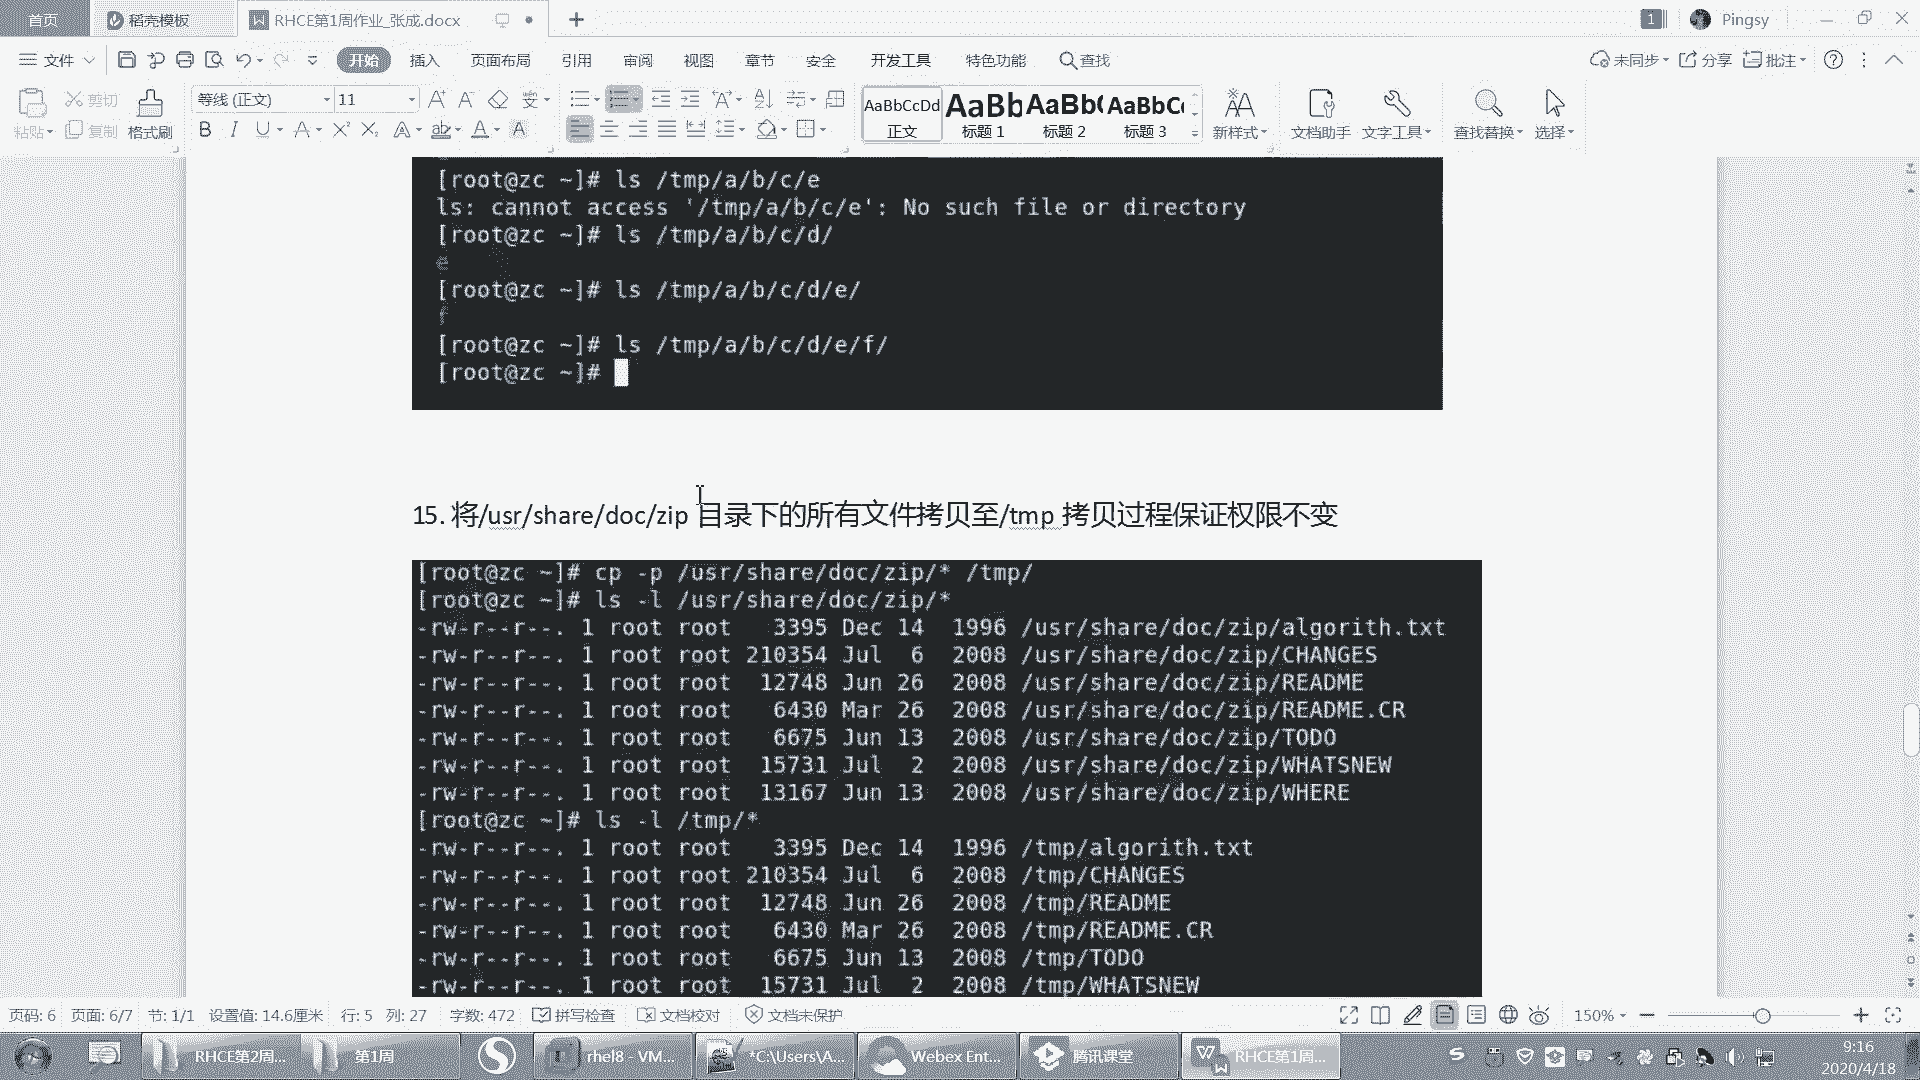 首页
稻壳模板
RHCE第1周作业_张成.docx
1
Pingsy
文件
开始
插入
页面布局
引用
审阅
视图
章节
安全
开发工具
特色功能
查找
未同步
分享
批注
粘贴
剪切
复制
格式刷
等线 (正文)
11
AaBbCcDd
正文
AaBb
标题 1
AaBb(
标题 2
AaBbC
标题 3
新样式
文档助手
文字工具
查找替换
选择
[root@zc ~]# ls /tmp/a/b/c/e
ls: cannot access '/tmp/a/b/c/e': No such file or directory
[root@zc ~]# ls /tmp/a/b/c/d/
e
[root@zc ~]# ls /tmp/a/b/c/d/e/
f
[root@zc ~]# ls /tmp/a/b/c/d/e/f/
[root@zc ~]#
15. 将/usr/share/doc/zip 目录下的所有文件拷贝至/tmp 拷贝过程保证权限不变
[root@zc ~]# cp -p /usr/share/doc/zip/* /tmp/
[root@zc ~]# ls -l /usr/share/doc/zip/*
-rw-r--r--. 1 root root   3395 Dec 14  1996 /usr/share/doc/zip/algorith.txt
-rw-r--r--. 1 root root 210354 Jul  6  2008 /usr/share/doc/zip/CHANGES
-rw-r--r--. 1 root root  12748 Jun 26  2008 /usr/share/doc/zip/README
-rw-r--r--. 1 root root   6430 Mar 26  2008 /usr/share/doc/zip/README.CR
-rw-r--r--. 1 root root   6675 Jun 13  2008 /usr/share/doc/zip/TODO
-rw-r--r--. 1 root root  15731 Jul  2  2008 /usr/share/doc/zip/WHATSNEW
-rw-r--r--. 1 root root  13167 Jun 13  2008 /usr/share/doc/zip/WHERE
[root@zc ~]# ls -l /tmp/*
-rw-r--r--. 1 root root   3395 Dec 14  1996 /tmp/algorith.txt
-rw-r--r--. 1 root root 210354 Jul  6  2008 /tmp/CHANGES
-rw-r--r--. 1 root root  12748 Jun 26  2008 /tmp/README
-rw-r--r--. 1 root root   6430 Mar 26  2008 /tmp/README.CR
-rw-r--r--. 1 root root   6675 Jun 13  2008 /tmp/TODO
-rw-r--r--. 1 root root  15731 Jul  2  2008 /tmp/WHATSNEW
页码: 6
页面: 6/7
节: 1/1
设置值: 14.6厘米
行: 5
列: 27
字数: 472
拼写检查
文档校对
文档未保护
150%
RHCE第2周...
第1周
rhel8 - VM...
*C:\Users\A...
Webex Ent...
腾讯课堂
RHCE第1周...
9:16
2020/4/18